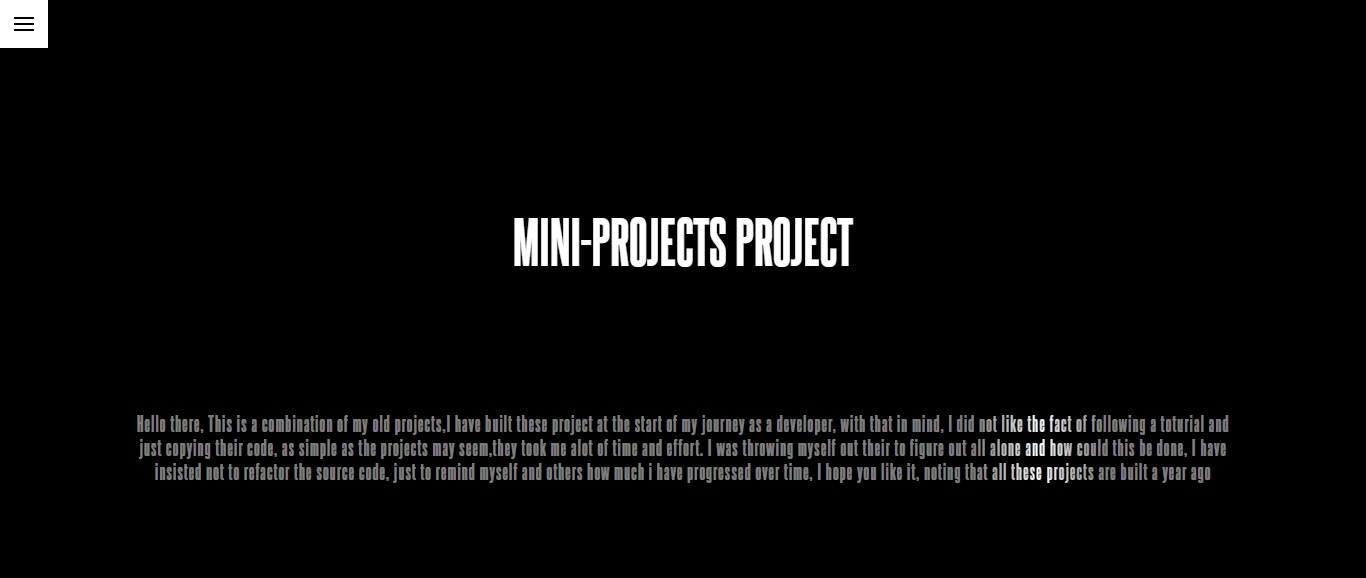 MINI-PROJECTS PROJECT
Hello there, This is a combination of my old projects,I have built these project at the start of my journey as a developer, with that in mind, I did not like the fact of following a toturial and
just copying their code, as simple as the projects may seem,they took me alot of time and effort. I was throwing myself out their to figure out all alone and how could this be done, I have
insisted not to refactor the source code, just to remind myself and others how much i have progressed over time, I hope you like it, noting that all these projects are built a year ago